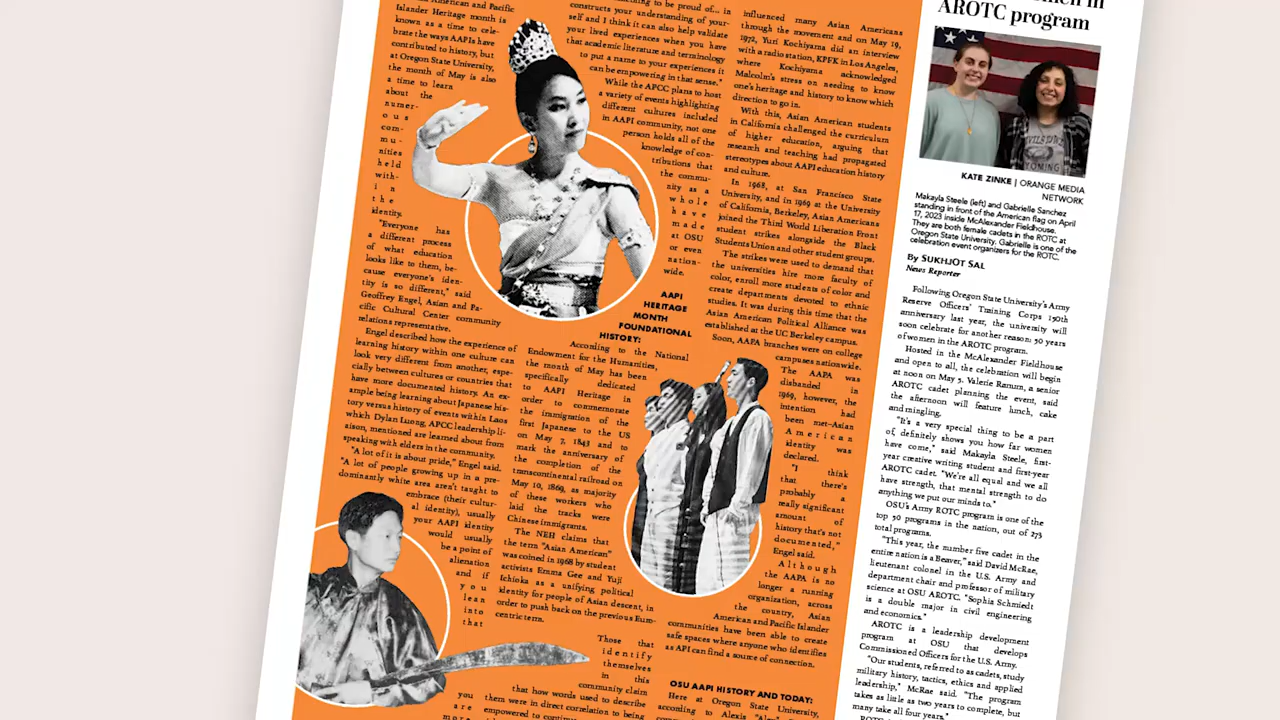 American and Pacific
Islander Heritage month is
known as a time to cele-
brate the ways AAPIs have
contributed to history, but
at Oregon State University,
the month of May is also
a time to learn
about the
numer-
o u s
com-
mu -
nities
h e l d
with-
i n
t h e
identity.
"Everyone has
a different process
of what education
looks like to them, be-
cause everyone's iden-
tity is so different," said
Geoffrey Engel, Asian and Pa-
cific Cultural Center community
relations representative.
Engel described how the experience of
learning history within one culture can
look very different from another, espe-
cially between cultures or countries that
have more documented history. An ex-
ample being learning about Japanese his-
tory versus history of events within Laos
which Dylan Luong, APCC leadership li-
aison, mentioned are learned about from
speaking with elders in the community.
"A lot of it is about pride," Engel said.
"A lot of people growing up in a pre-
dominantly white area aren't taught to
embrace (their cultur-
al identity), usually
your AAPI identity
would usually
be a point of
alienation
and if
y o u
lean
into
that
you
a r e
to be proud of... in
constructs your understanding of your-
self and I think it can also help validate
your lived experiences when you have
that academic literature and terminology
to put a name to your experiences it
can be empowering in that sense."
While the APCC plans to host
a variety of events highlighting
different cultures included
in AAPI community, not one
person holds all of the
knowledge of con-
tributions that
the commu-
nity as a
w h o l e
h a v e
m a d e
at OSU
or even
nation-
wide.
AAPI
HERITAGE
MONTH
FOUNDATIONAL
HISTORY:
According to the National
Endowment for the Humanities,
the month of May has been
specifically dedicated
to AAPI Heritage in
order to commemorate
the immigration of the
first Japanese to the US
on May 7, 1843 and to
mark the anniversary of
the completion of the
transcontinental railroad on
May 10, 1869, as majority
of these workers who
laid the tracks were
Chinese immigrants.
The NEH claims that
the term "Asian American"
was coined in 1968 by student
activists Emma Gee and Yuji
Ichioka as a unifying political
identity for people of Asian descent, in
order to push back on the previous Euro-
centric term.
Those that
i d e n t i f y
themselves
in this
community claim
that how words used to describe
them were in direct correlation to being
empowered to
influenced many Asian Americans
through the movement and on May 19,
1972, Yuri Kochiyama did an interview
with a radio station, KPFK in Los Angeles,
where Kochiyama acknowledged
Malcolm's stress on needing to know
one's heritage and history to know which
direction to go in.
With this, Asian American students
in California challenged the curriculum
of higher education, arguing that
research and teaching had propagated
stereotypes about AAPI education history
and culture.
In 1968, at San Francisco State
University, and in 1969 at the University
of California, Berkeley, Asian Americans
joined the Third World Liberation Front
student strikes alongside the Black
Students Union and other student groups.
The strikes were used to demand that
the universities hire more faculty of
color, enroll more students of color and
create departments devoted to ethnic
studies. It was during this time that the
Asian American Political Alliance was
established at the UC Berkeley campus.
Soon, AAPA branches were on college
campuses nationwide.
The AAPA was
disbanded in
1969, however, the
intention had
been met–Asian
A m e r i c a n
identity was
declared.
"I think
that there's
probably a
really significant
amount of
history that's not
documented,"
Engel said.
A l t h o u g h
the AAPA is no
longer a running
organization, across
the country, Asian
American and Pacific Islander
communities have been able to create
safe spaces where anyone who identifies
as API can find a source of connection.
OSU AAPI HISTORY AND TODAY:
Here at Oregon State University,
according to Alexis "Alex"
in
AROTC program
KATE ZINKE | ORANGE MEDIA
NETWORK
Makayla Steele (left) and Gabrielle Sanchez
standing in front of the American flag on April
17, 2023 inside McAlexander Fieldhouse.
They are both female cadets in the ROTC at
Oregon State University. Gabrielle is one of the
celebration event organizers for the ROTC.
By SUKHJOT SAL
News Reporter
Following Oregon State University's Army
Reserve Officers' Training Corps 150th
anniversary last year, the university will
soon celebrate for another reason: 50 years
of women in the AROTC program.
Hosted in the McAlexander Fieldhouse
and open to all, the celebration will begin
at noon on May 5. Valerie Ranum, a senior
AROTC cadet planning the event, said
the afternoon will feature lunch, cake
and mingling.
"It's a very special thing to be a part
of, definitely shows you how far women
have come," said Makayla Steele, first-
year creative writing student and first-year
AROTC cadet. "We're all equal and we all
have strength, that mental strength to do
anything we put our minds to."
OSU's Army ROTC program is one of the
top 50 programs in the nation, out of 273
total programs.
"This year, the number five cadet in the
entire nation is a Beaver," said David McRae,
lieutenant colonel in the U.S. Army and
department chair and professor of military
science at OSU AROTC. "Sophia Schmiedt
is a double major in civil engineering
and economics."
AROTC is a leadership development
program at OSU that develops
Commissioned Officers for the U.S. Army.
"Our students, referred to as cadets, study
military history, tactics, ethics and applied
leadership," McRae said. "The program
takes as little as two years to complete, but
many take all four years."